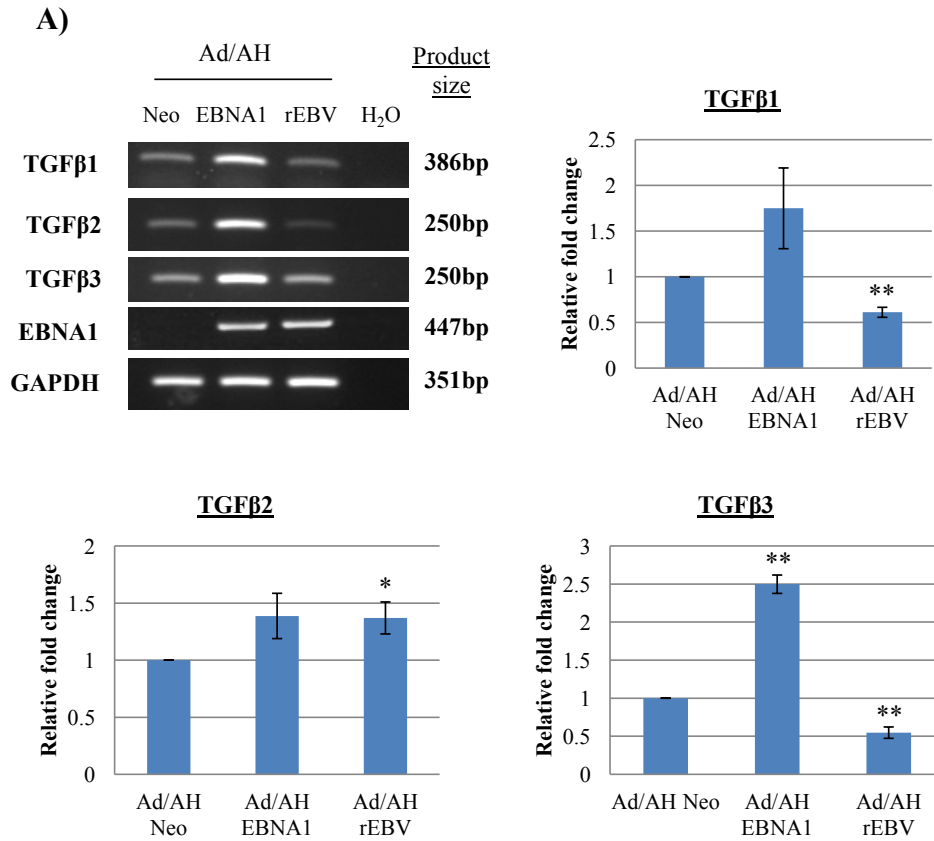 A)
Ad/AH
Product
size
Neo EBNA1 rEBV H₂O
TGFβ1 386bp
TGFβ2 250bp
TGFβ3 250bp
EBNA1 447bp
GAPDH 351bp
TGFβ1
Relative fold change
2.5
2
1.5
1
0.5
0
**
Ad/AH Ad/AH Ad/AH
Neo EBNA1 rEBV
TGFβ2
Relative fold change
2
1.5
1
0.5
0
*
Ad/AH Ad/AH Ad/AH
Neo EBNA1 rEBV
TGFβ3
Relative fold change
3
2.5
2
1.5
1
0.5
0
**
**
Ad/AH Neo Ad/AH Ad/AH
EBNA1 rEBV